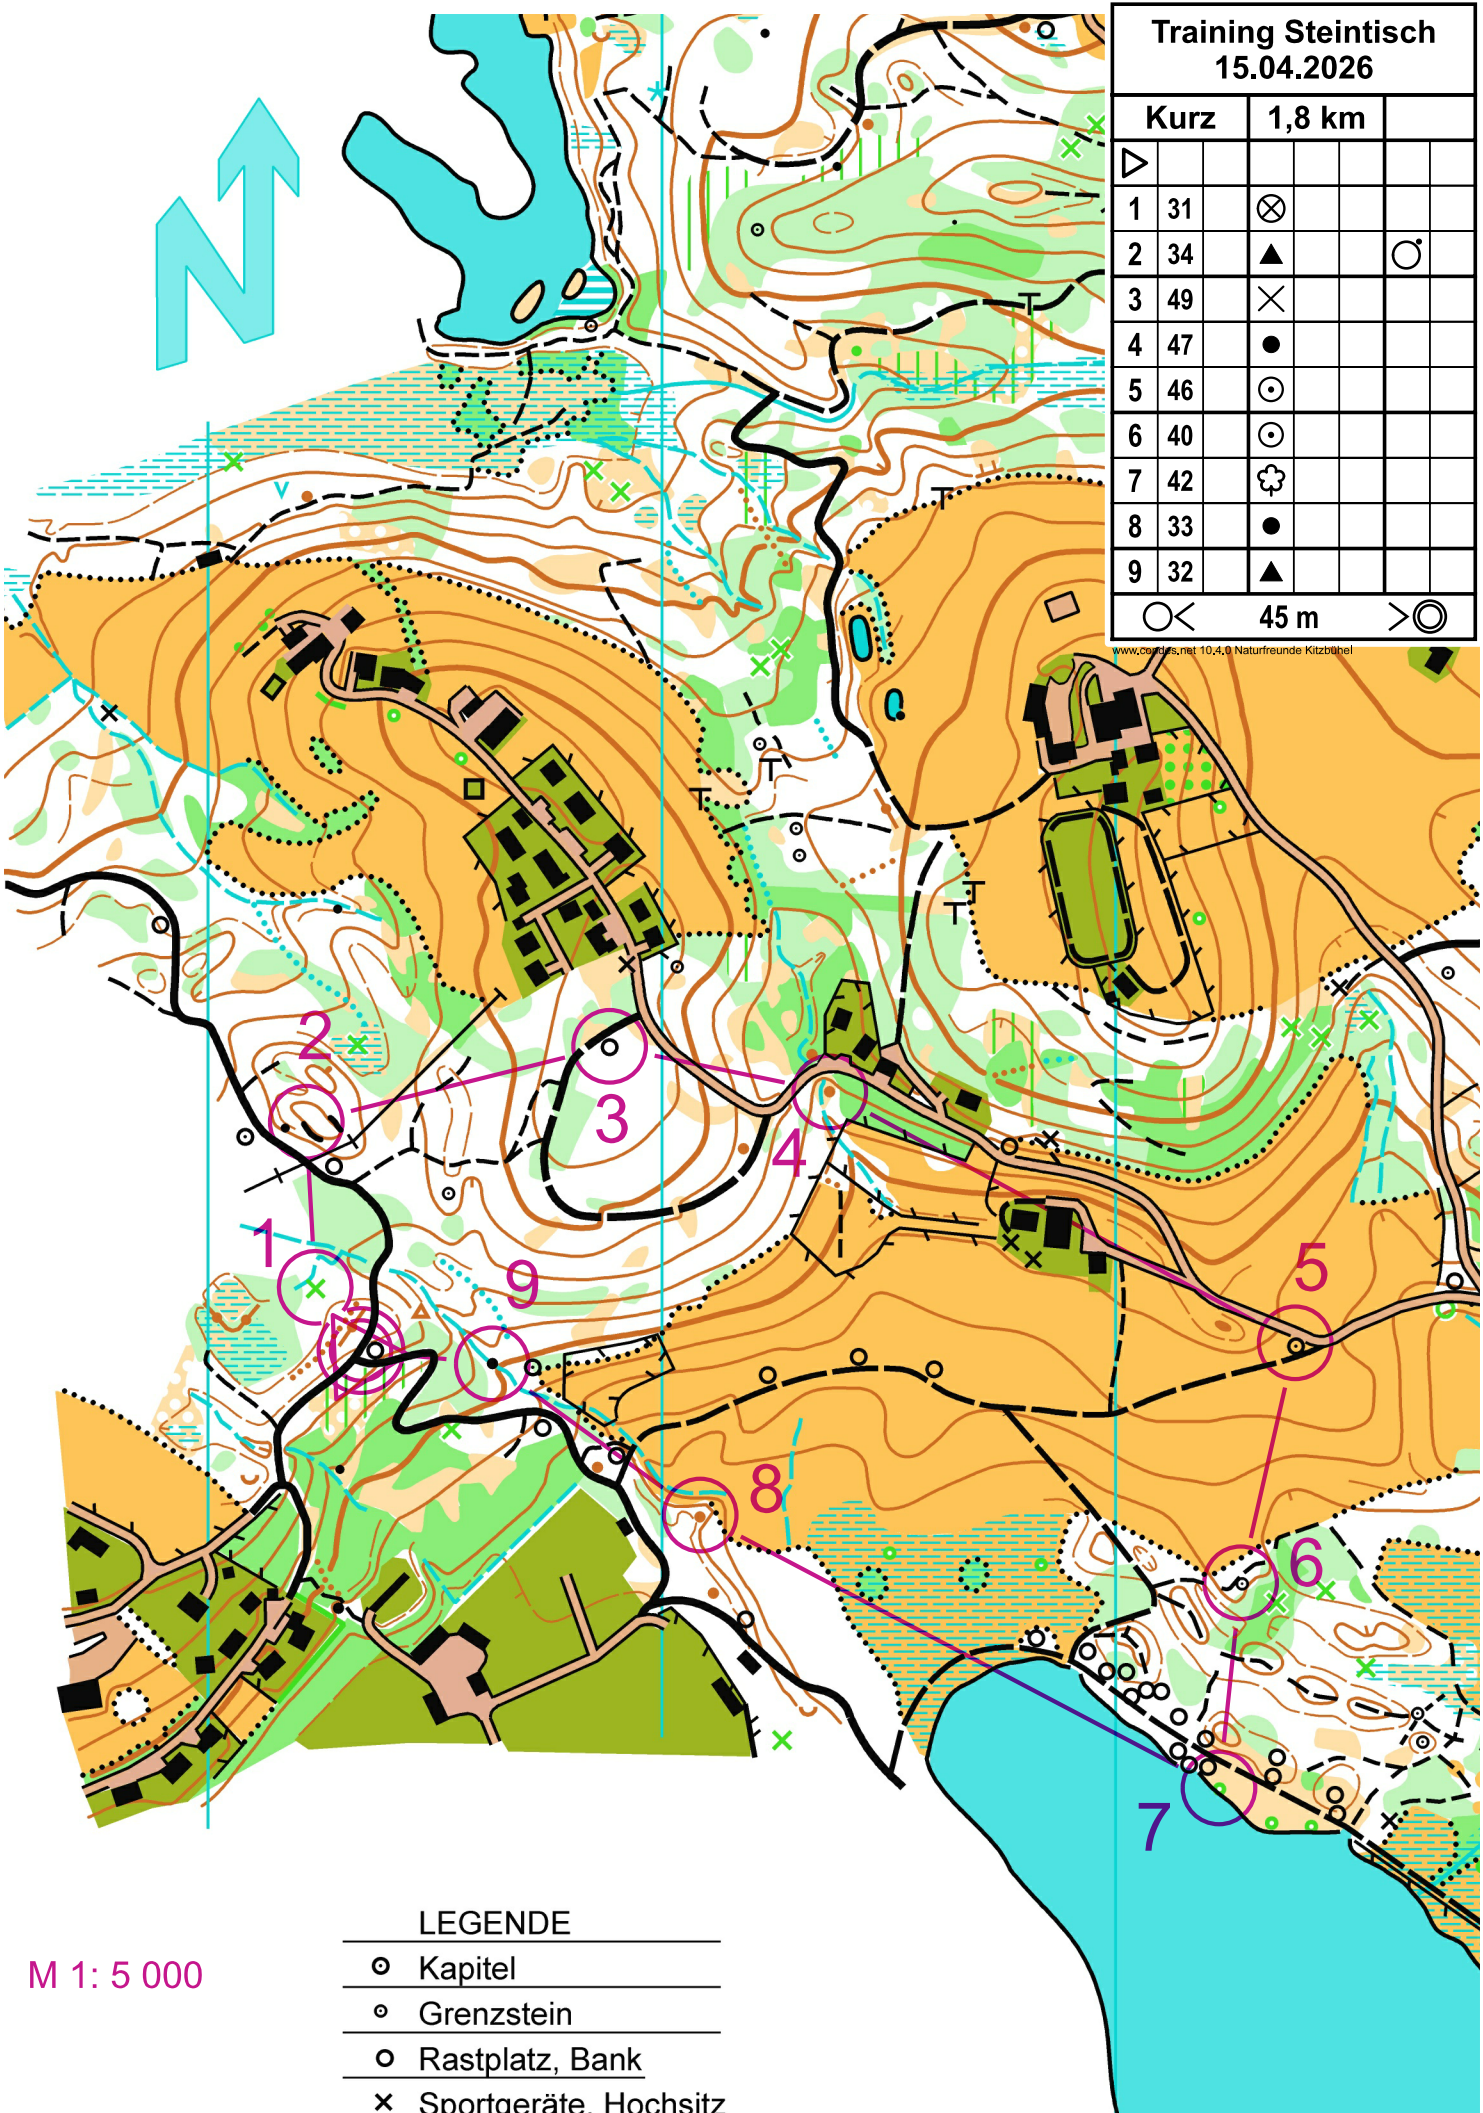 Training Steintisch
15.04.2026
Kurz 1,8 km
1 31
2 34
3 49
4 47
5 46
6 40
7 42
8 33
9 32
45 m
www.condes.net 10.4.0 Naturfreunde Kitzbühel
N
2
3
4
1
9
5
8
6
7
M 1: 5 000
LEGENDE
Kapitel
Grenzstein
Rastplatz, Bank
Sportgeräte, Hochsitz